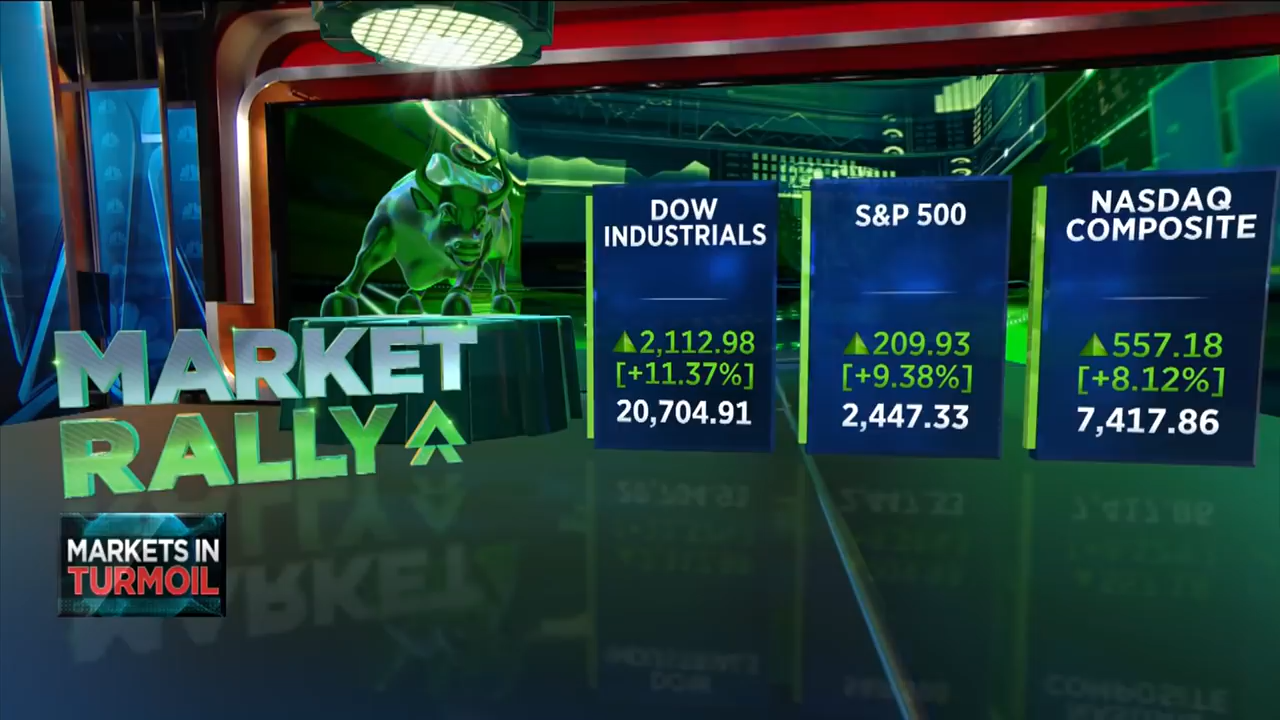 MARKET
RALLY
MARKETS IN
TURMOIL
DOW
INDUSTRIALS
▲2,112.98
[+11.37%]
20,704.91
S&P 500
▲209.93
[+9.38%]
2,447.33
NASDAQ
COMPOSITE
▲557.18
[+8.12%]
7,417.86